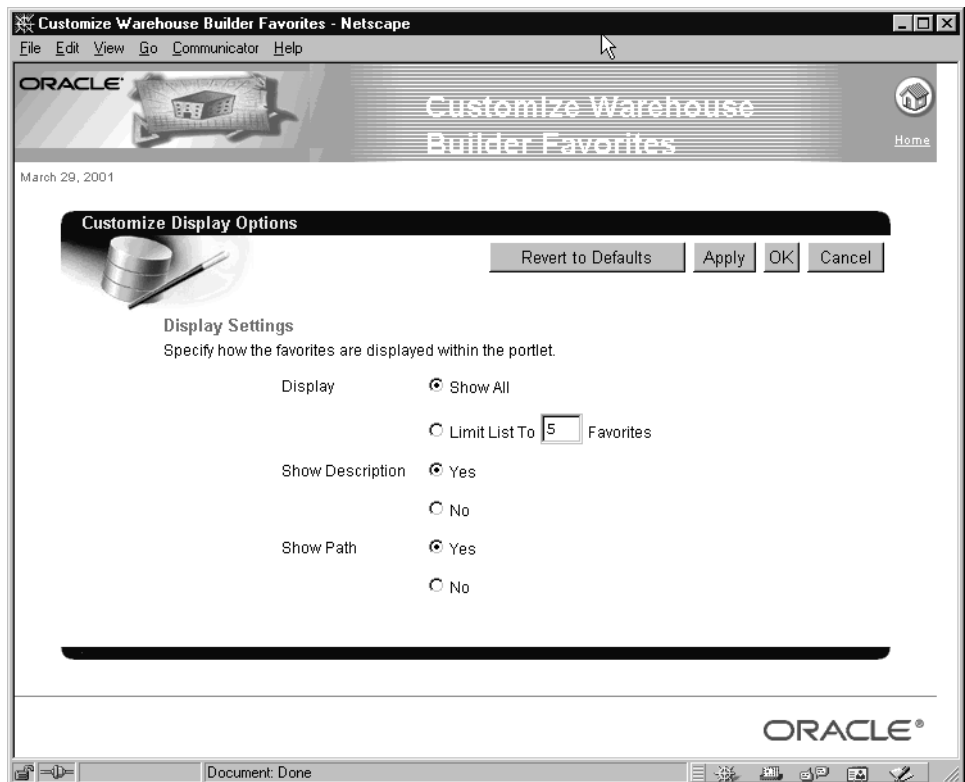 Customize Warehouse Builder Favorites - Netscape
File Edit View Go Communicator Help
ORACLE®
Customize Warehouse
Builder Favorites
Home
March 29, 2001
Customize Display Options
Revert to Defaults Apply OK Cancel
Display Settings
Specify how the favorites are displayed within the portlet.
Display Show All
Limit List To 5 Favorites
Show Description Yes
No
Show Path Yes
No
ORACLE®
Document: Done